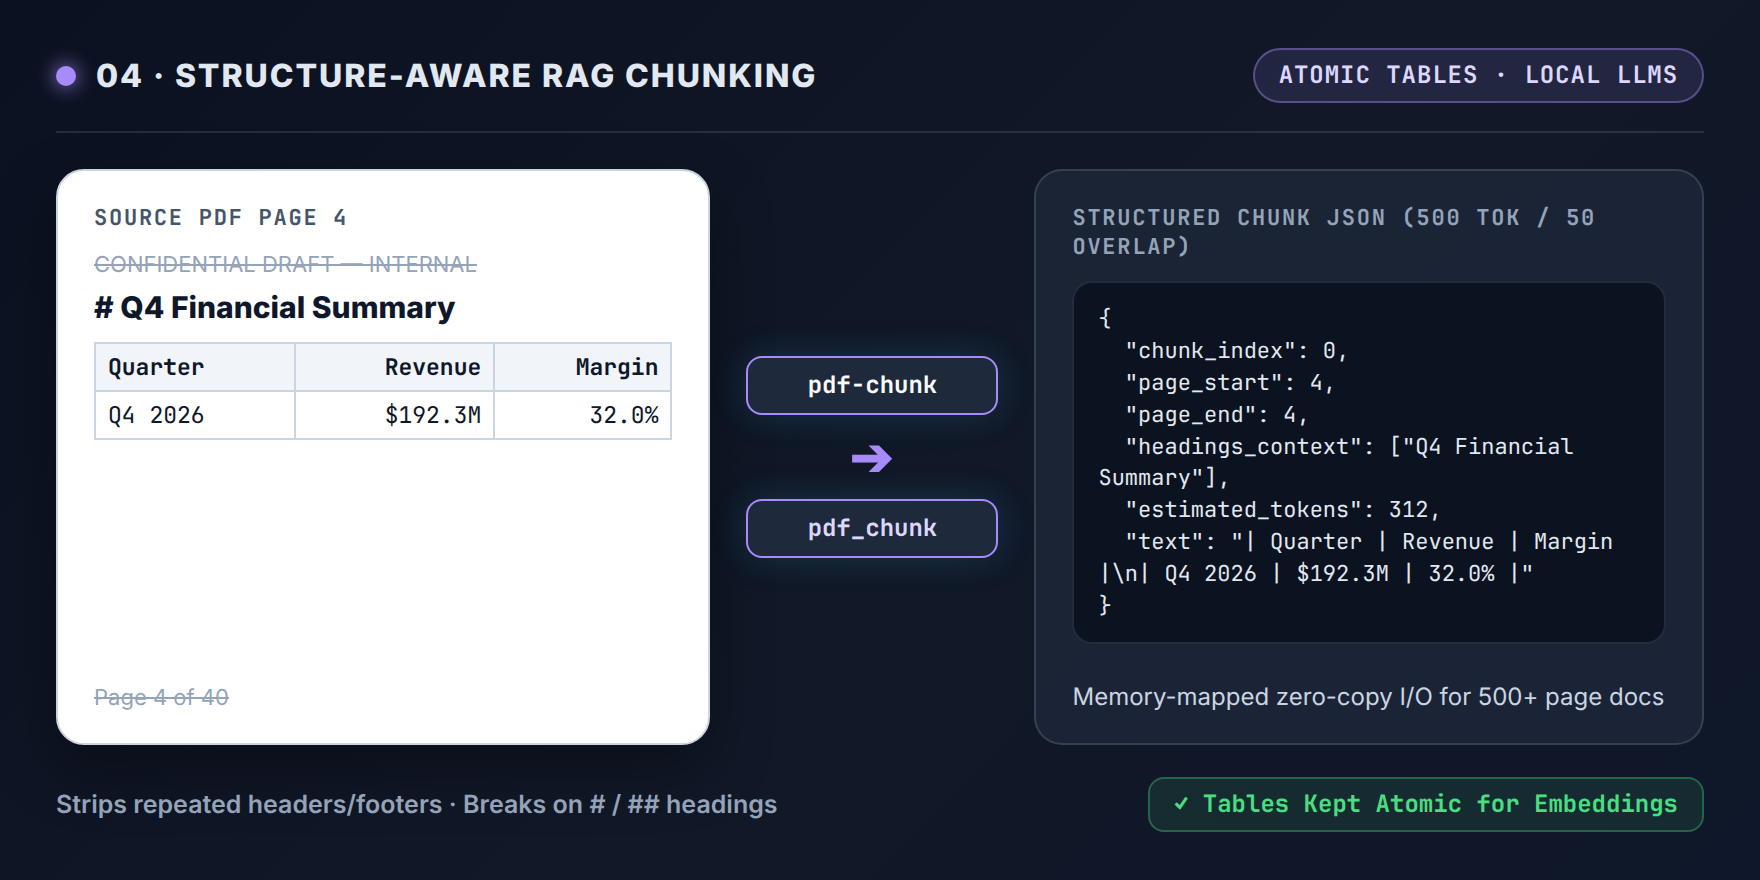 04 · STRUCTURE-AWARE RAG CHUNKING
ATOMIC TABLES · LOCAL LLMS
SOURCE PDF PAGE 4
CONFIDENTIAL DRAFT — INTERNAL
# Q4 Financial Summary
Quarter Revenue Margin
Q4 2026 $192.3M 32.0%
Page 4 of 40
pdf-chunk
➔
pdf_chunk
STRUCTURED CHUNK JSON (500 TOK / 50
OVERLAP)
{
  "chunk_index": 0,
  "page_start": 4,
  "page_end": 4,
  "headings_context": ["Q4 Financial
Summary"],
  "estimated_tokens": 312,
  "text": "| Quarter | Revenue | Margin
|\n| Q4 2026 | $192.3M | 32.0% |"
}
Memory-mapped zero-copy I/O for 500+ page docs
Strips repeated headers/footers · Breaks on # / ## headings
✓ Tables Kept Atomic for Embeddings